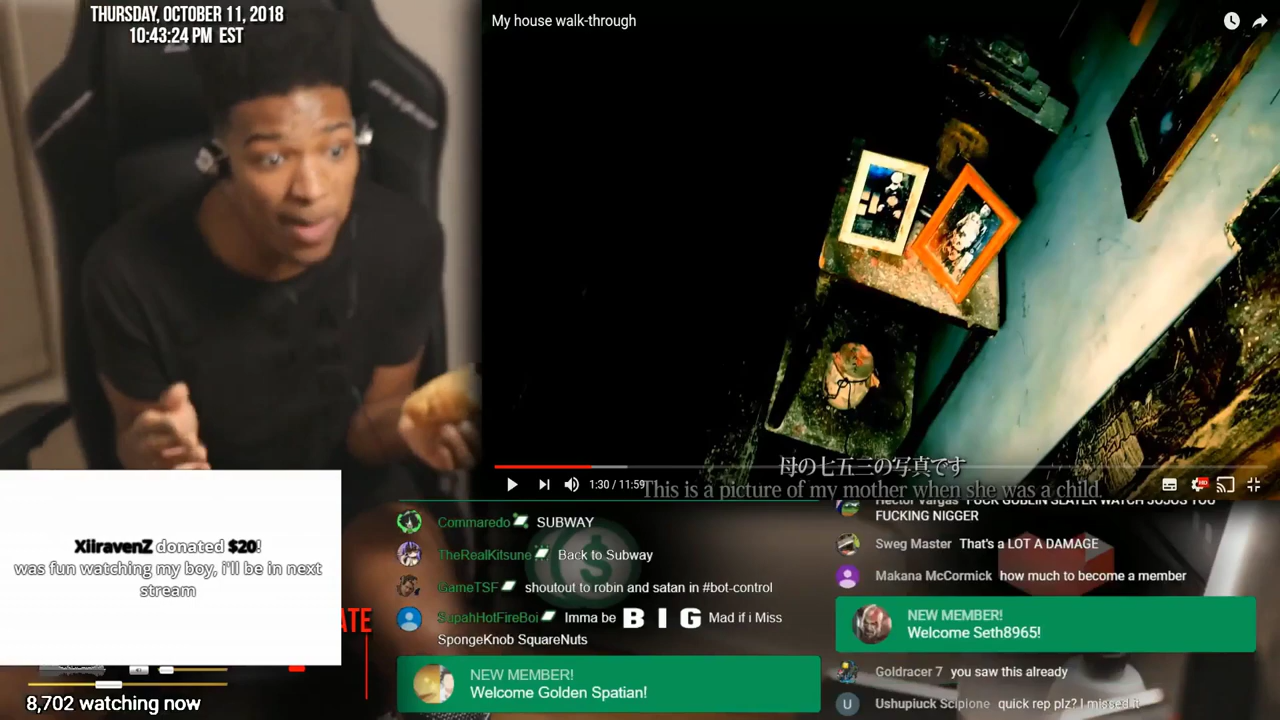 THURSDAY, OCTOBER 11, 2018
10:43:24 PM EST
My house walk-through
母の七五三の写真です
This is a picture of my mother when she was a child.
1:30 / 11:59
HD
XiiravenZ donated $20!
was fun watching my boy, i'll be in next
stream
ATE
8,702 watching now
Commaredo SUBWAY
TheRealKitsune Back to Subway
GameTSF shoutout to robin and satan in #bot-control
SupahHotFireBoi Imma be B I G Mad if i Miss
SpongeKnob SquareNuts
NEW MEMBER!
Welcome Golden Spatian!
Hector Vargas FUCK GOBLIN SLAYER WATCH JOJOS YOU
FUCKING NIGGER
Sweg Master That's a LOT A DAMAGE
Makana McCormick how much to become a member
NEW MEMBER!
Welcome Seth8965!
Goldracer 7 you saw this already
U
Ushupiuck Scipione quick rep plz? I missed it